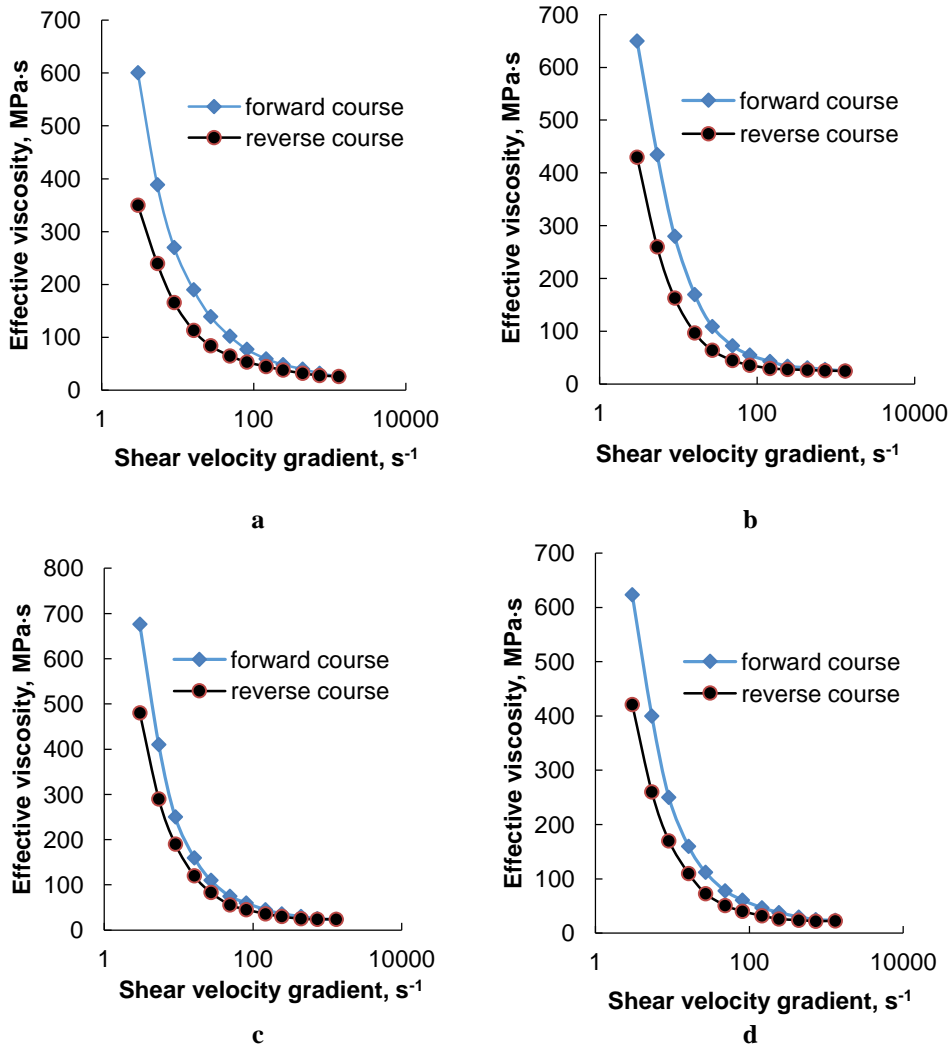 700
600
500
400
300
200
100
0
1
100
10000
Effective viscosity, MPa·s
forward course
reverse course
Shear velocity gradient, s⁻¹
a
700
600
500
400
300
200
100
0
1
100
10000
Effective viscosity, MPa·s
forward course
reverse course
Shear velocity gradient, s⁻¹
b
800
700
600
500
400
300
200
100
0
1
100
10000
Effective viscosity, MPa·s
forward course
reverse course
Shear velocity gradient, s⁻¹
c
700
600
500
400
300
200
100
0
1
100
10000
Effective viscosity, MPa·s
forward course
reverse course
Shear velocity gradient, s⁻¹
d